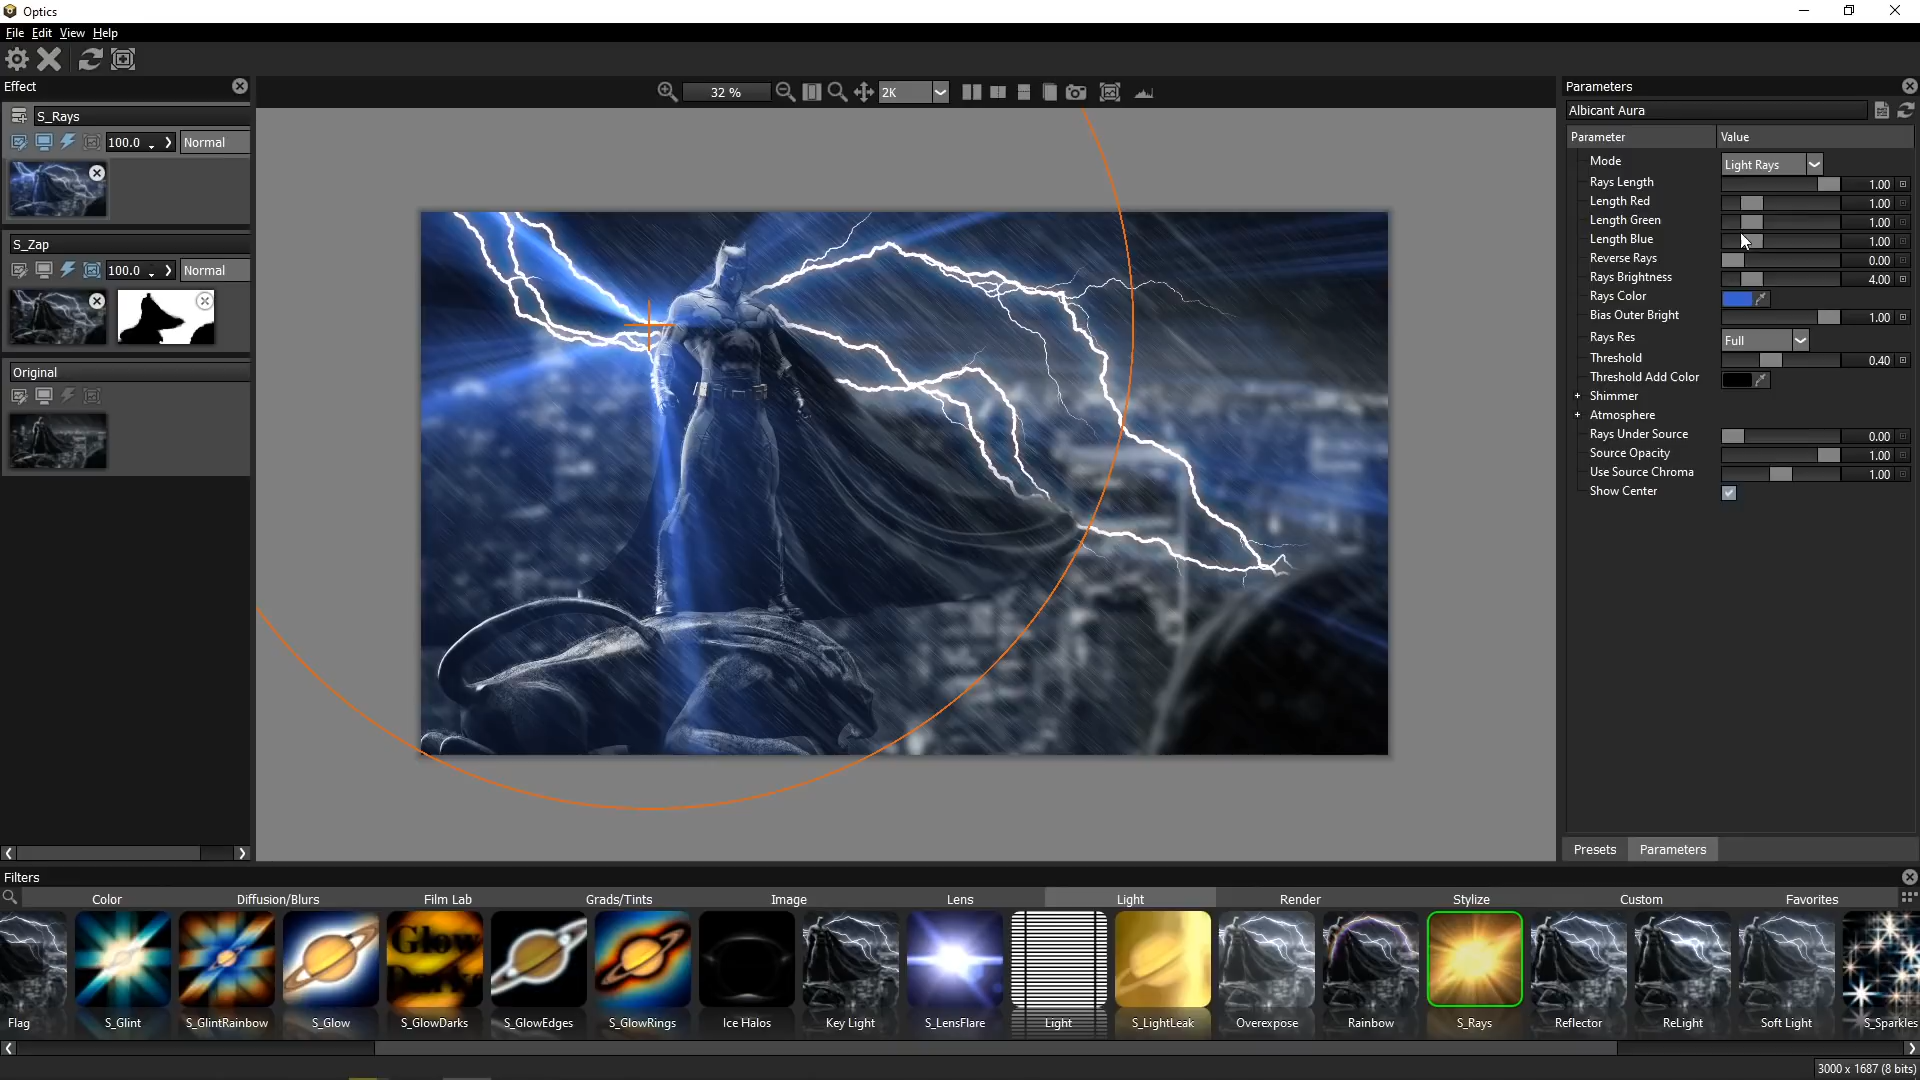 Optics
File Edit View Help
Effect
S_Rays
100.0 Normal
S_Zap
100.0 Normal
Original
32 %
2K
Parameters
Albicant Aura
Parameter Value
Mode Light Rays
Rays Length 1.00
Length Red 1.00
Length Green 1.00
Length Blue 1.00
Reverse Rays 0.00
Rays Brightness 4.00
Rays Color
Bias Outer Bright 1.00
Rays Res Full
Threshold 0.40
Threshold Add Color
+ Shimmer
+ Atmosphere
Rays Under Source 0.00
Source Opacity 1.00
Use Source Chroma 1.00
Show Center
Presets Parameters
Filters
Color Diffusion/Blurs Film Lab Grads/Tints Image Lens Light Render Stylize Custom Favorites
Glow
Darks
Flag S_Glint S_GlintRainbow S_Glow S_GlowDarks S_GlowEdges S_GlowRings Ice Halos Key Light S_LensFlare Light S_LightLeak Overexpose Rainbow S_Rays Reflector ReLight Soft Light S_Sparkles
3000 x 1687 (8 bits)